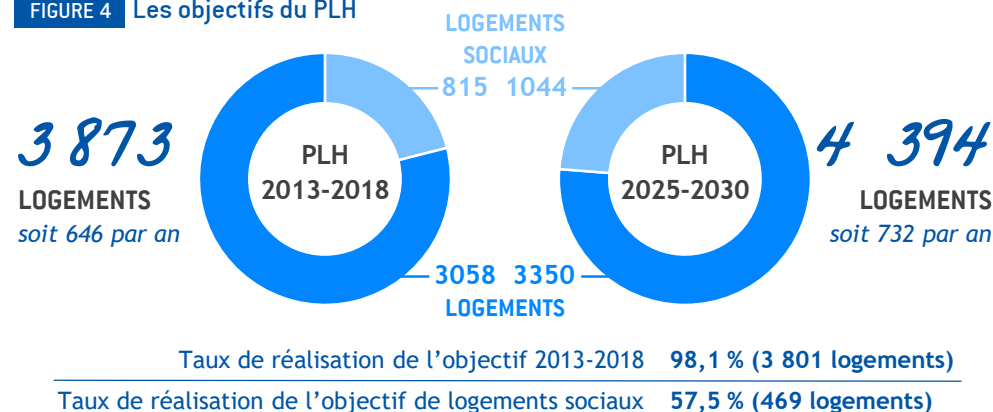 FIGURE 4 Les objectifs du PLH
LOGEMENTS
SOCIAUX
815 1044
3 873
LOGEMENTS
soit 646 par an
PLH
2013-2018
PLH
2025-2030
4 394
LOGEMENTS
soit 732 par an
3058 3350
LOGEMENTS
Taux de réalisation de l’objectif 2013-2018 98,1 % (3 801 logements)
Taux de réalisation de l’objectif de logements sociaux 57,5 % (469 logements)